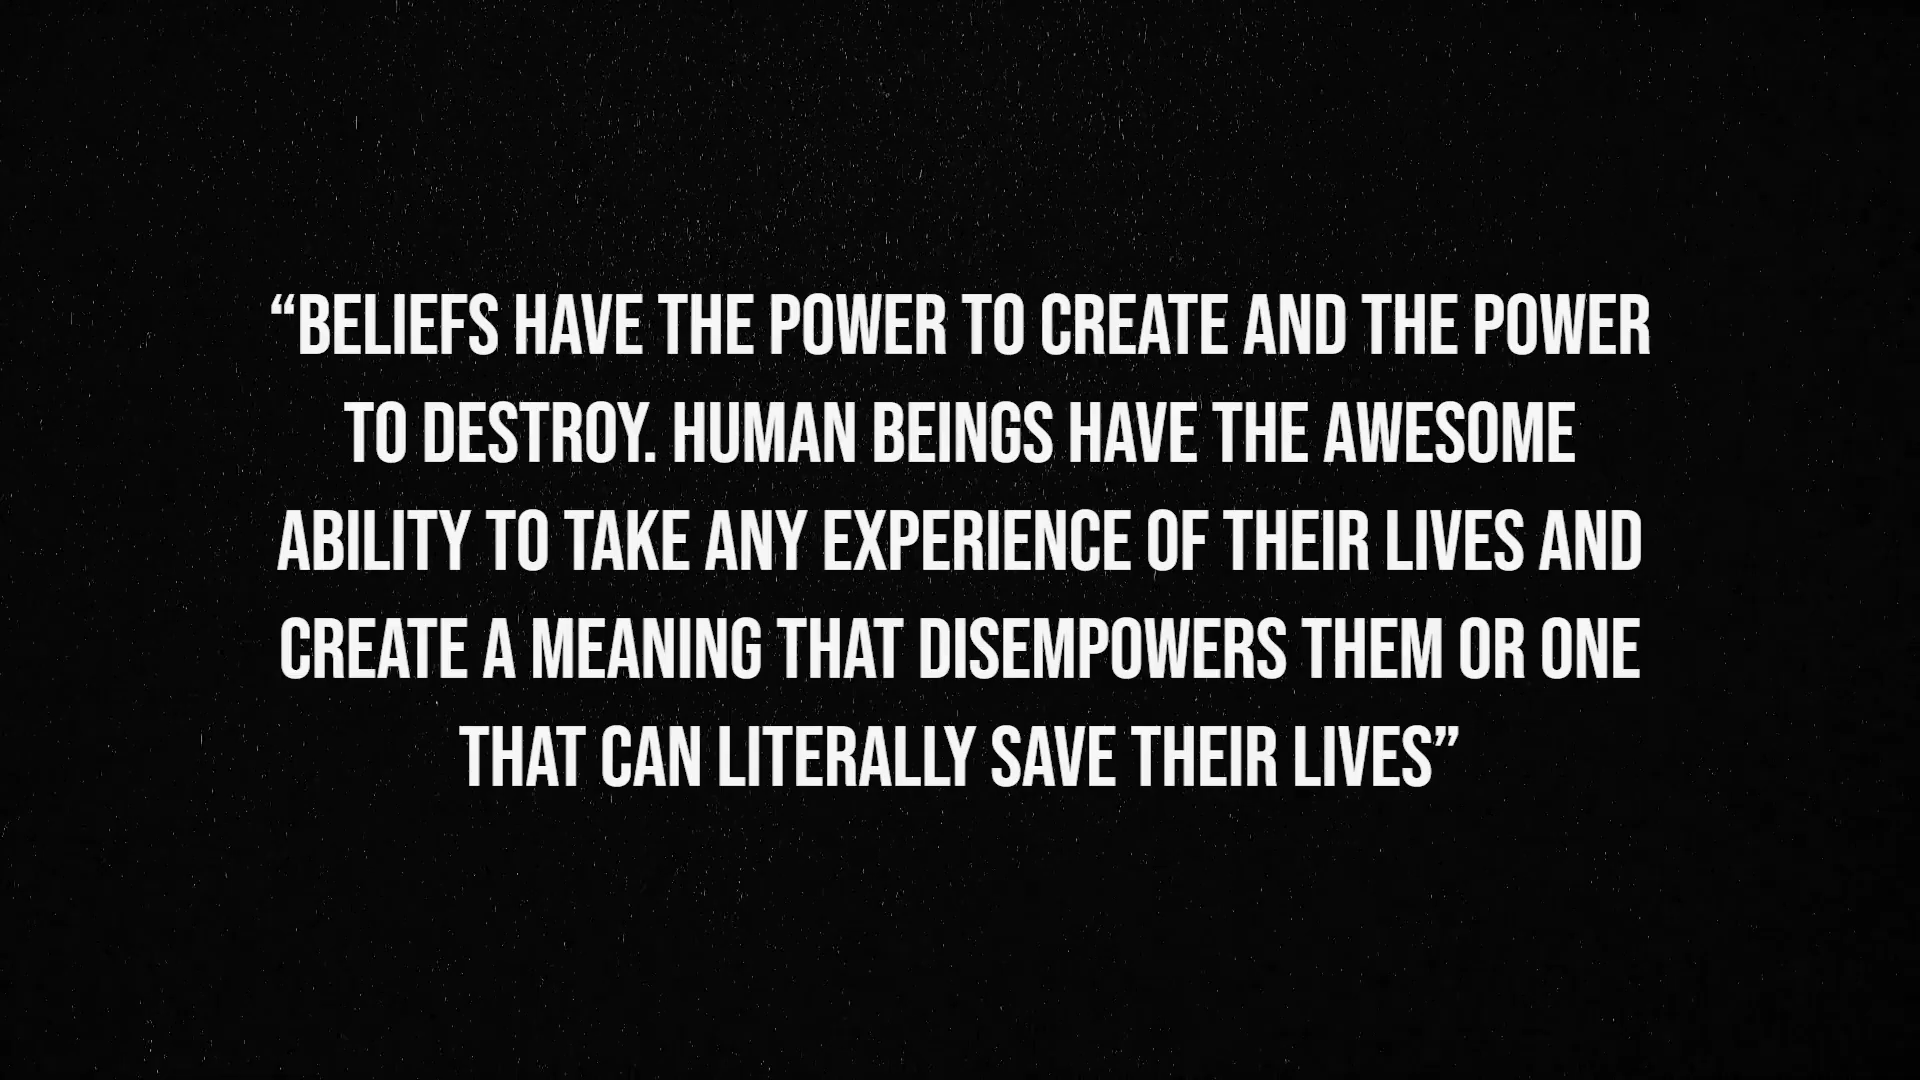 “BELIEFS HAVE THE POWER TO CREATE AND THE POWER
TO DESTROY. HUMAN BEINGS HAVE THE AWESOME
ABILITY TO TAKE ANY EXPERIENCE OF THEIR LIVES AND
CREATE A MEANING THAT DISEMPOWERS THEM OR ONE
THAT CAN LITERALLY SAVE THEIR LIVES”